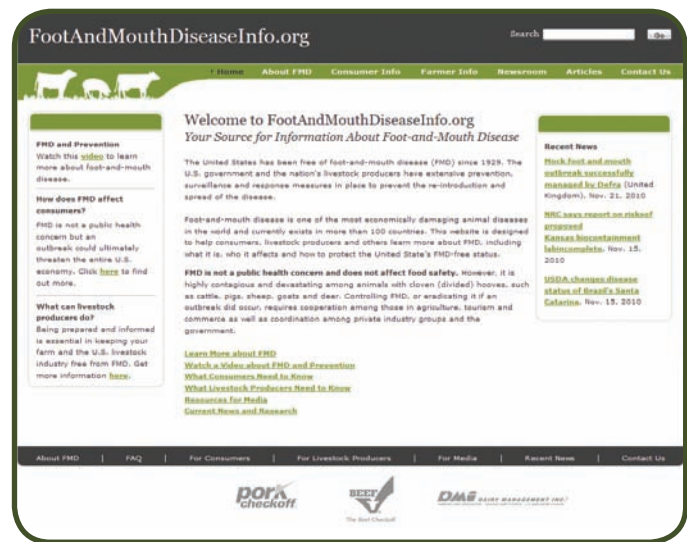 FootAndMouthDiseaseInfo.org
Search
Go
Home About FMD Consumer Info Farmer Info Newsroom Articles Contact Us
FMD and Prevention
Watch this video to learn
more about foot-and-mouth
disease.
How does FMD affect
consumers?
FMD is not a public health
concern but an
outbreak could ultimately
threaten the entire U.S.
economy. Click here to find
out more.
What can livestock
producers do?
Being prepared and informed
is essential in keeping your
farm and the U.S. livestock
industry free from FMD. Get
more information here.
Welcome to FootAndMouthDiseaseInfo.org
Your Source for Information About Foot-and-Mouth Disease
The United States has been free of foot-and-mouth disease (FMD) since 1929. The
U.S. government and the nation's livestock producers have extensive prevention,
surveillance and response measures in place to prevent the re-introduction and
spread of the disease.
Foot-and-mouth disease is one of the most economically damaging animal diseases
in the world and currently exists in more than 100 countries. This website is designed
to help consumers, livestock producers and others learn more about FMD, including
what it is, who it affects and how to protect the United State's FMD-free status.
FMD is not a public health concern and does not affect food safety. However, it is
highly contagious and devastating among animals with cloven (divided) hooves, such
as cattle, pigs, sheep, goats and deer. Controlling FMD, or eradicating it if an
outbreak did occur, requires cooperation among those in agriculture, tourism and
commerce as well as coordination among private industry groups and the
government.
Learn More about FMD
Watch a Video about FMD and Prevention
What Consumers Need to Know
What Livestock Producers Need to Know
Resources for Media
Current News and Research
Recent News
Mock foot and mouth
outbreak successfully
managed by Defra (United
Kingdom), Nov. 21, 2010
NRC says report on riskeof
proposed
Kansas biocontainment
labincomplete, Nov. 15,
2010
USDA changes disease
status of Brazil's Santa
Catarina, Nov. 15, 2010
About FMD | FAQ | For Consumers | For Livestock Producers | For Media | Recent News | Contact Us
pork
checkoff
BEEF
The Beef Checkoff
DMI DAIRY MANAGEMENT INC.